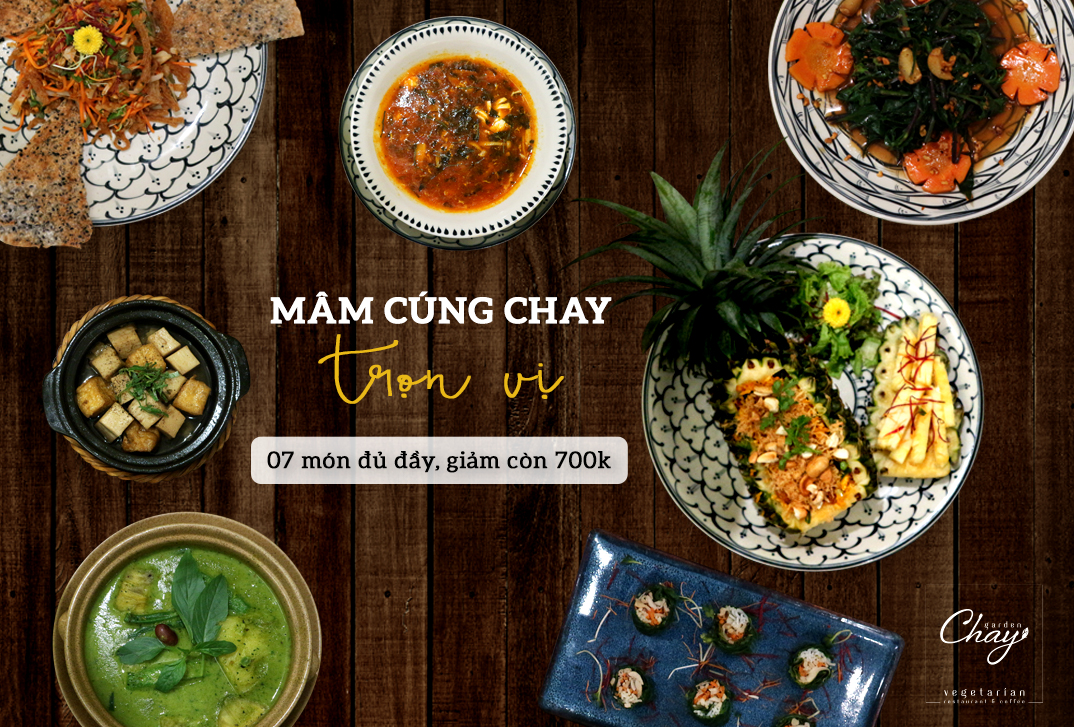 MÂM CÚNG CHAY
trọn vị
07 món đủ đầy, giảm còn 700k
garden
Chay
vegetarian
restaurant & coffee